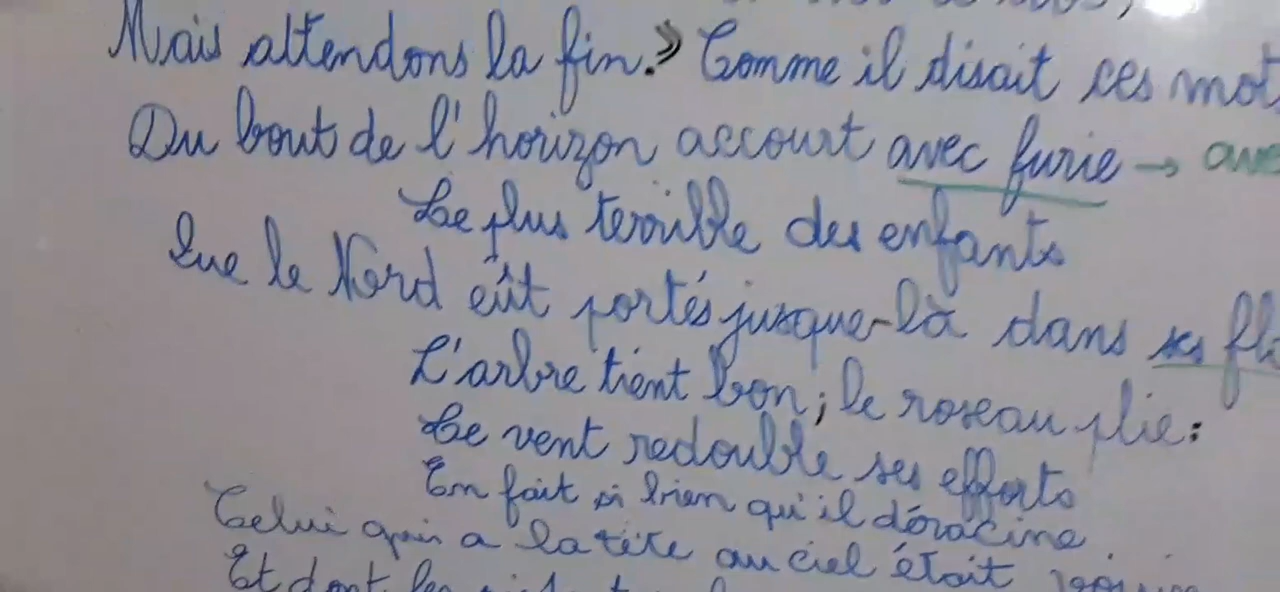 Mais attendons la fin.» Comme il disait ces mot
Du bout de l'horizon accourt avec furie → ave
Le plus terrible des enfants
Que le Nord eût portés jusque-là dans ses fl
L'arbre tient bon; le roseau plie:
Le vent redouble ses efforts
En fait si bien qu'il déracine
Celui qui a la tête au ciel était
Et dont les